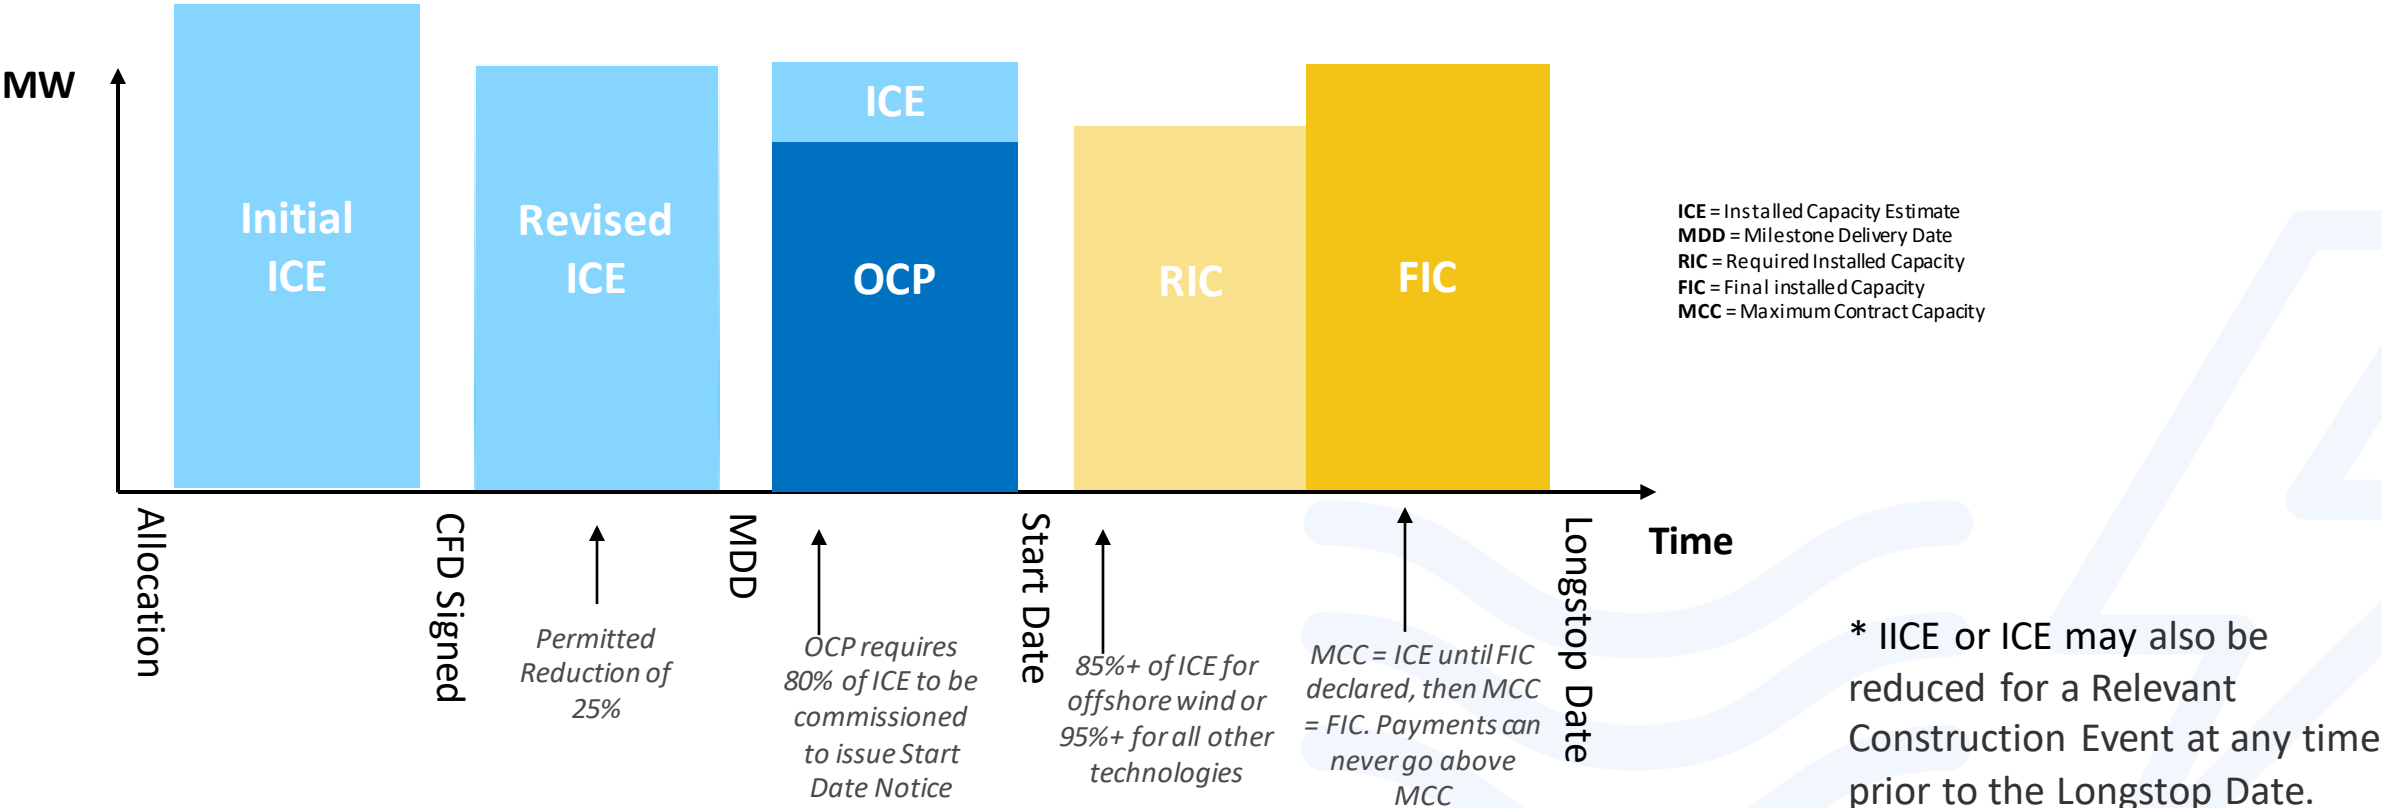 MW
Initial
ICE
Revised
ICE
ICE
OCP
RIC
FIC
ICE = Installed Capacity Estimate
MDD = Milestone Delivery Date
RIC = Required Installed Capacity
FIC = Final installed Capacity
MCC = Maximum Contract Capacity
Allocation
CFD Signed
MDD
Start Date
Longstop Date
Time
Permitted
Reduction of
25%
OCP requires
80% of ICE to be
commissioned
to issue Start
Date Notice
85%+ of ICE for
offshore wind or
95%+ for all other
technologies
MCC = ICE until FIC
declared, then MCC
= FIC. Payments can
never go above
MCC
* IICE or ICE may also be
reduced for a Relevant
Construction Event at any time
prior to the Longstop Date.